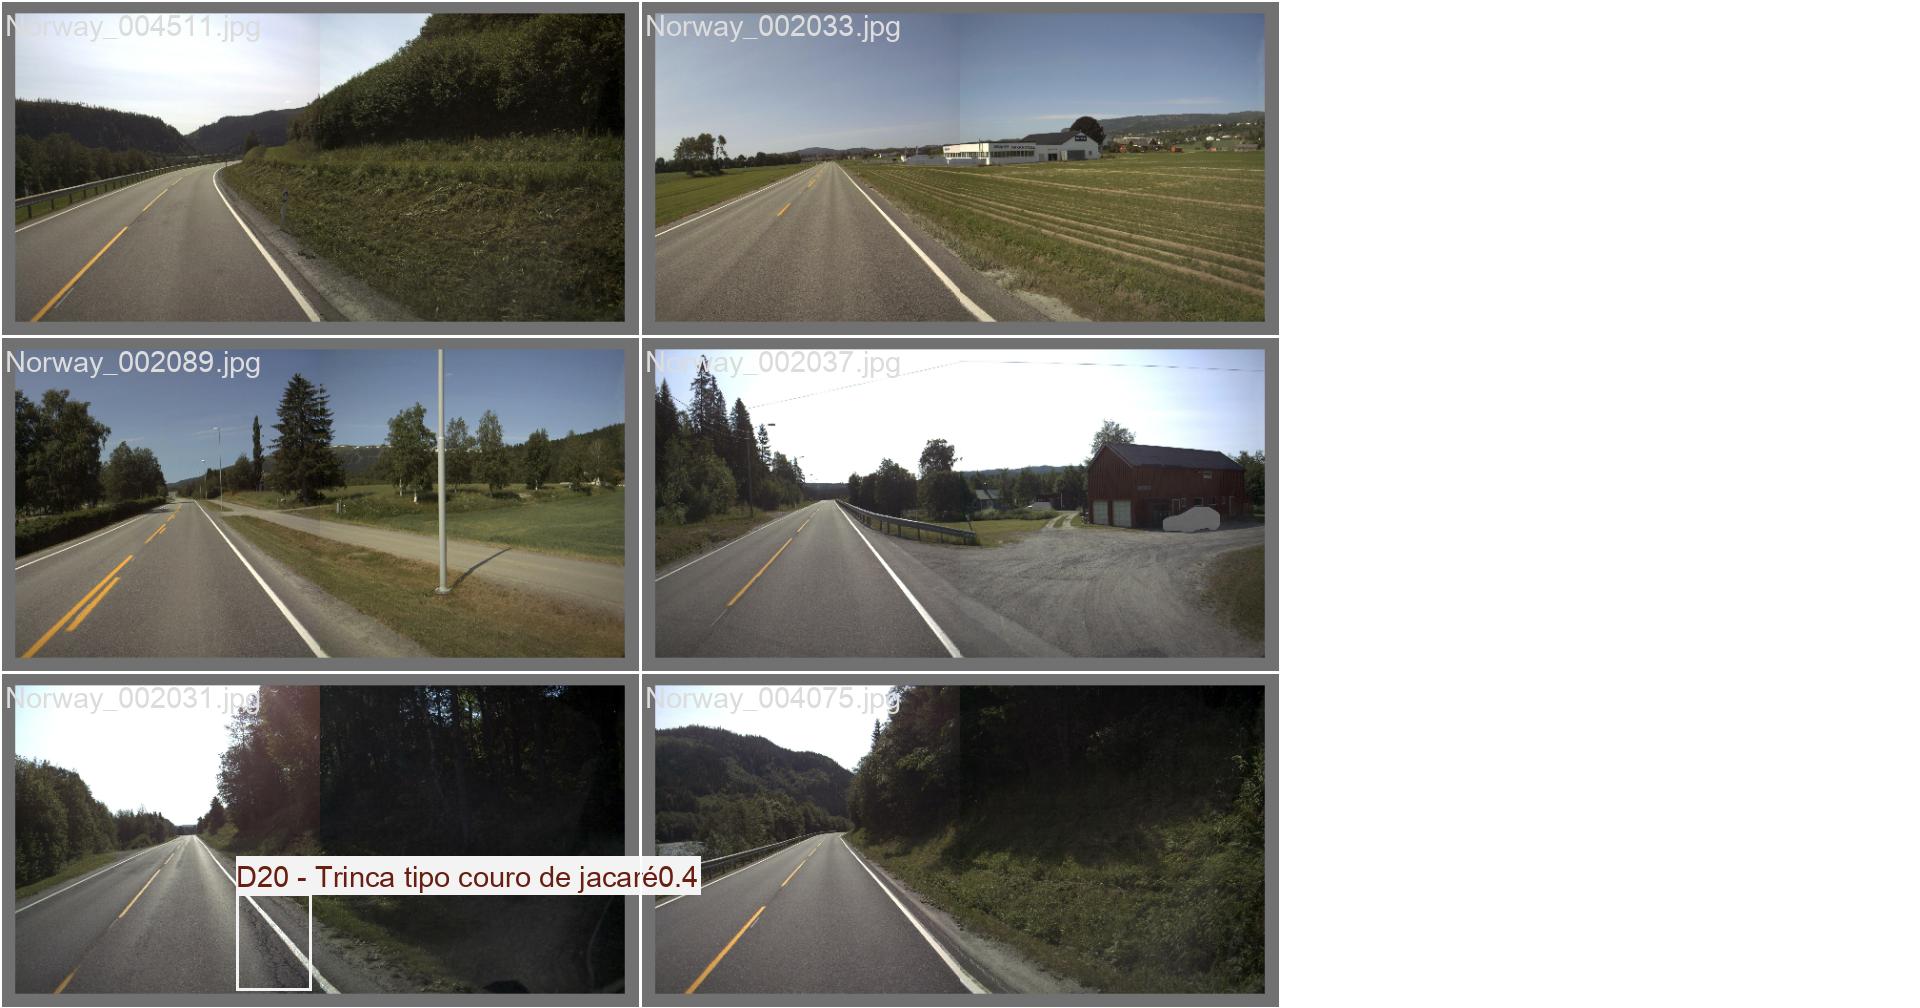 Norway_004511.jpg
Norway_002033.jpg
Norway_002089.jpg
Norway_002037.jpg
Norway_002031.jpg
Norway_004075.jpg
D20 - Trinca tipo couro de jacaré0.4